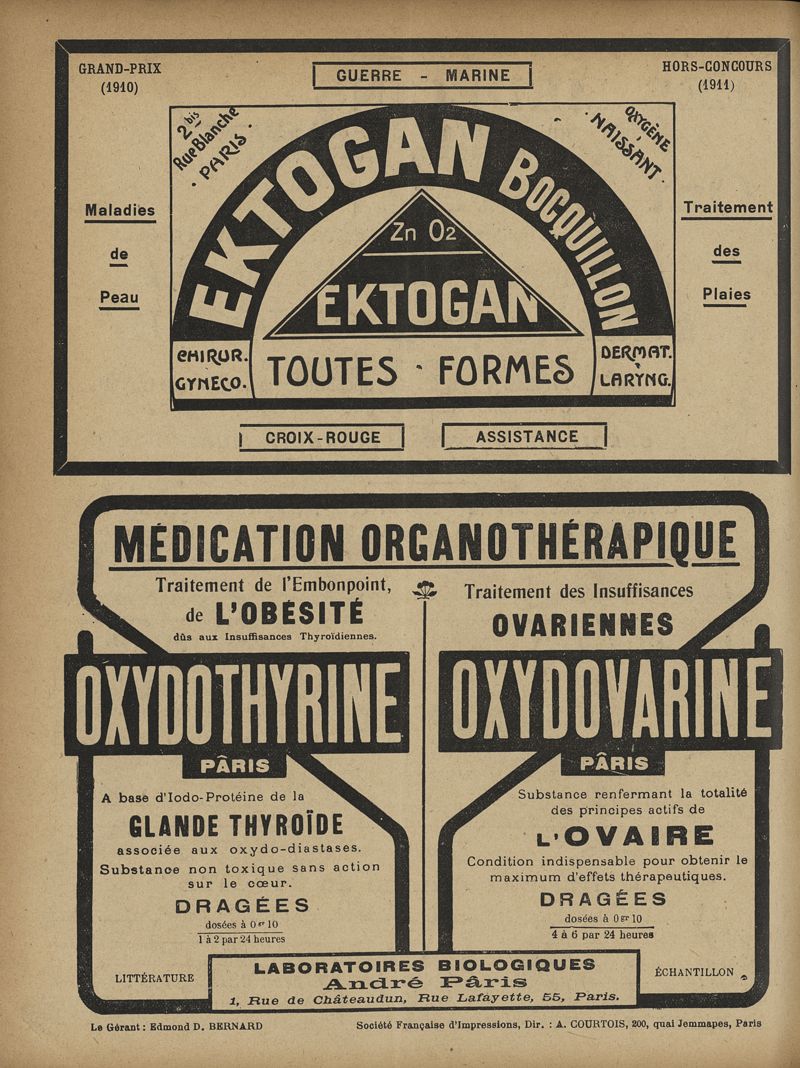 GRAND-PRIX
(1910)
GUERRE - MARINE
HORS-CONCOURS
(1911)
2bis
Rue Blanche
· PARIS ·
OXYGÈNE
· NAISSANT ·
EKTOGAN BOCQUILLON
Maladies
de
Peau
Traitement
des
Plaies
Zn O2
EKTOGAN
CHIRUR.
GYNECO.
TOUTES · FORMES
DERMAT.
LARYNG.
CROIX-ROUGE
ASSISTANCE
MÉDICATION ORGANOTHÉRAPIQUE
Traitement de l'Embonpoint,
de L'OBÉSITÉ
dûs aux Insuffisances Thyroïdiennes.
OXYDOTHYRINE
PÂRIS
A base d'Iodo-Protéine de la
GLANDE THYROÏDE
associée aux oxydo-diastases.
Substance non toxique sans action
sur le cœur.
DRAGÉES
dosées à 0gr 10
1 à 2 par 24 heures
Traitement des Insuffisances
OVARIENNES
OXYDOVARINE
PÂRIS
Substance renfermant la totalité
des principes actifs de
L'OVAIRE
Condition indispensable pour obtenir le
maximum d'effets thérapeutiques.
DRAGÉES
dosées à 0gr 10
4 à 6 par 24 heures
LITTÉRATURE
LABORATOIRES BIOLOGIQUES
André Pâris
1, Rue de Châteaudun, Rue Lafayette, 55, Paris.
ÉCHANTILLON
Le Gérant : Edmond D. BERNARD
Société Française d'Impressions, Dir. : A. COURTOIS, 200, quai Jemmapes, Paris